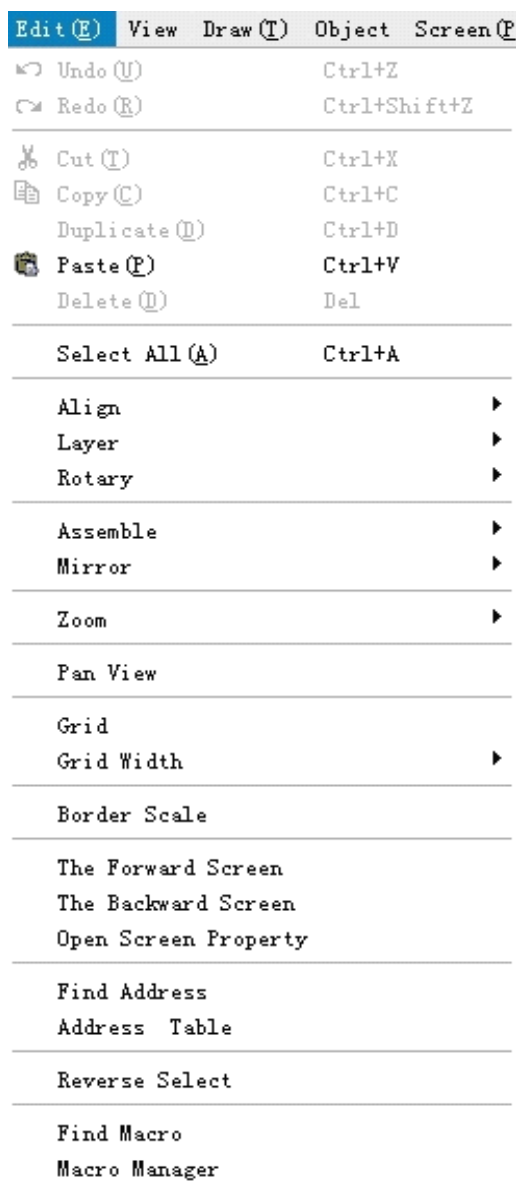 Edit(E) View Draw(T) Object Screen(P
Undo(U) Ctrl+Z
Redo(R) Ctrl+Shift+Z
Cut(T) Ctrl+X
Copy(C) Ctrl+C
Duplicate(D) Ctrl+D
Paste(P) Ctrl+V
Delete(D) Del
Select All(A) Ctrl+A
Align
Layer
Rotary
Assemble
Mirror
Zoom
Pan View
Grid
Grid Width
Border Scale
The Forward Screen
The Backward Screen
Open Screen Property
Find Address
Address Table
Reverse Select
Find Macro
Macro Manager